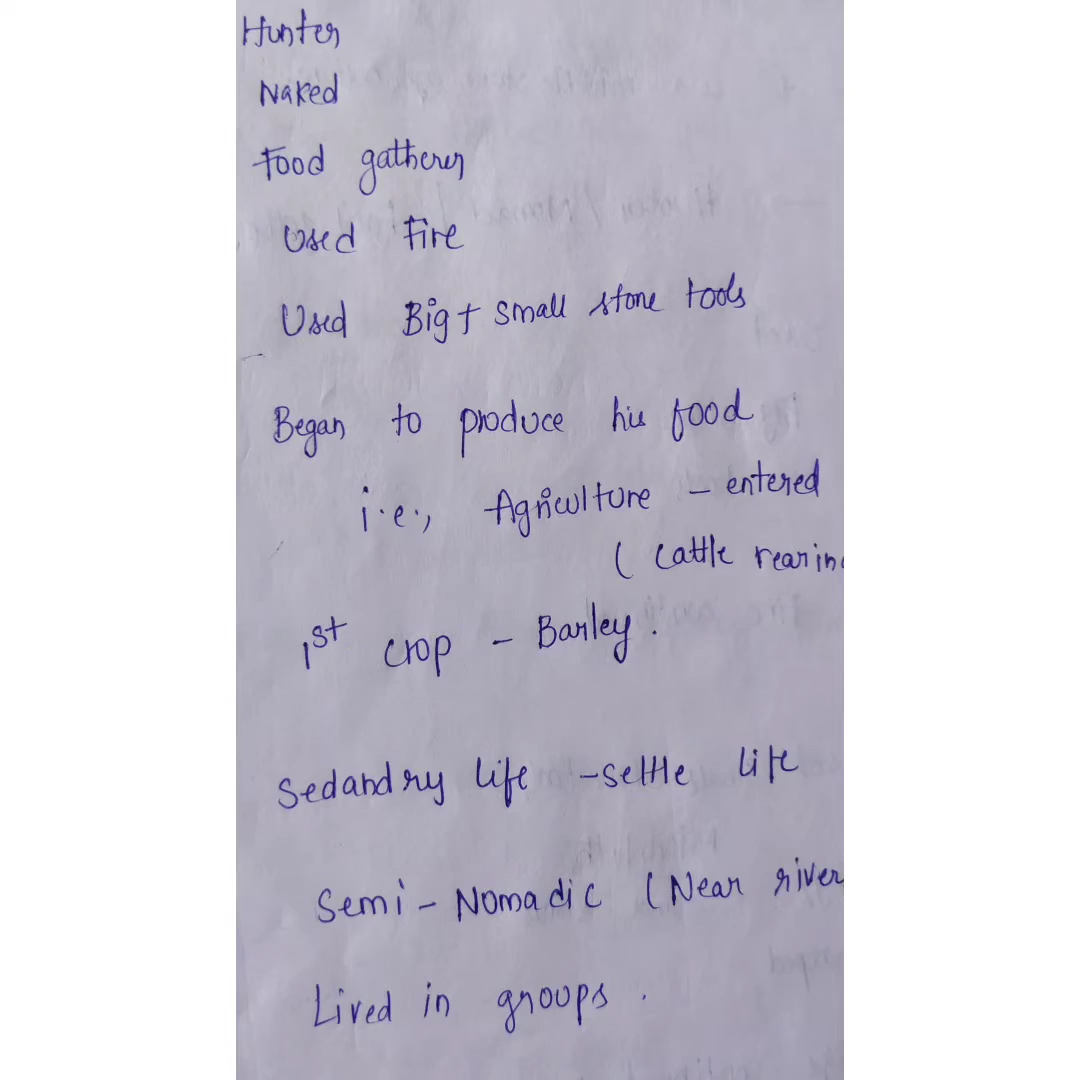 Hunter
Naked
Food gatherer
Used Fire
Used Big + small stone tools
Began to produce his food
i.e., Agriculture - entered
( cattle rearing
1st crop - Barley.
Sedandry life - settle life
Semi - Nomadic (Near river
Lived in groups.